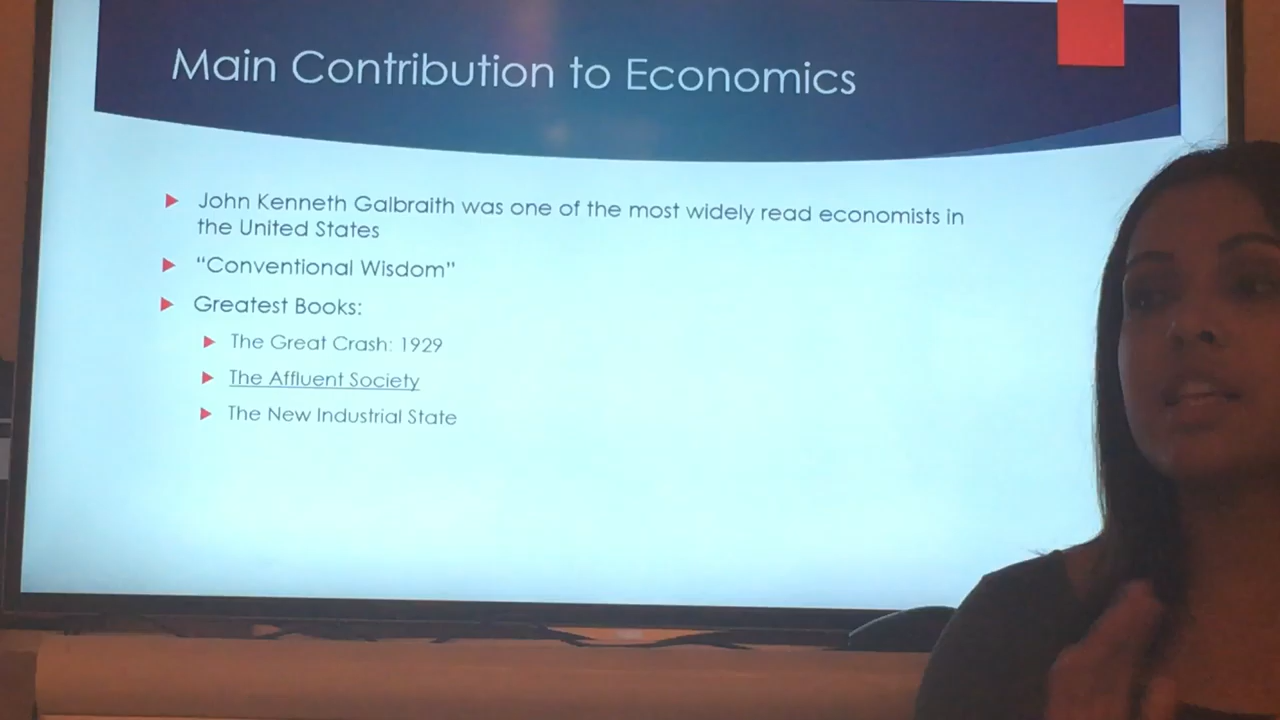 Main Contribution to Economics
John Kenneth Galbraith was one of the most widely read economists in
the United States
“Conventional Wisdom”
Greatest Books:
The Great Crash: 1929
The Affluent Society
The New Industrial State